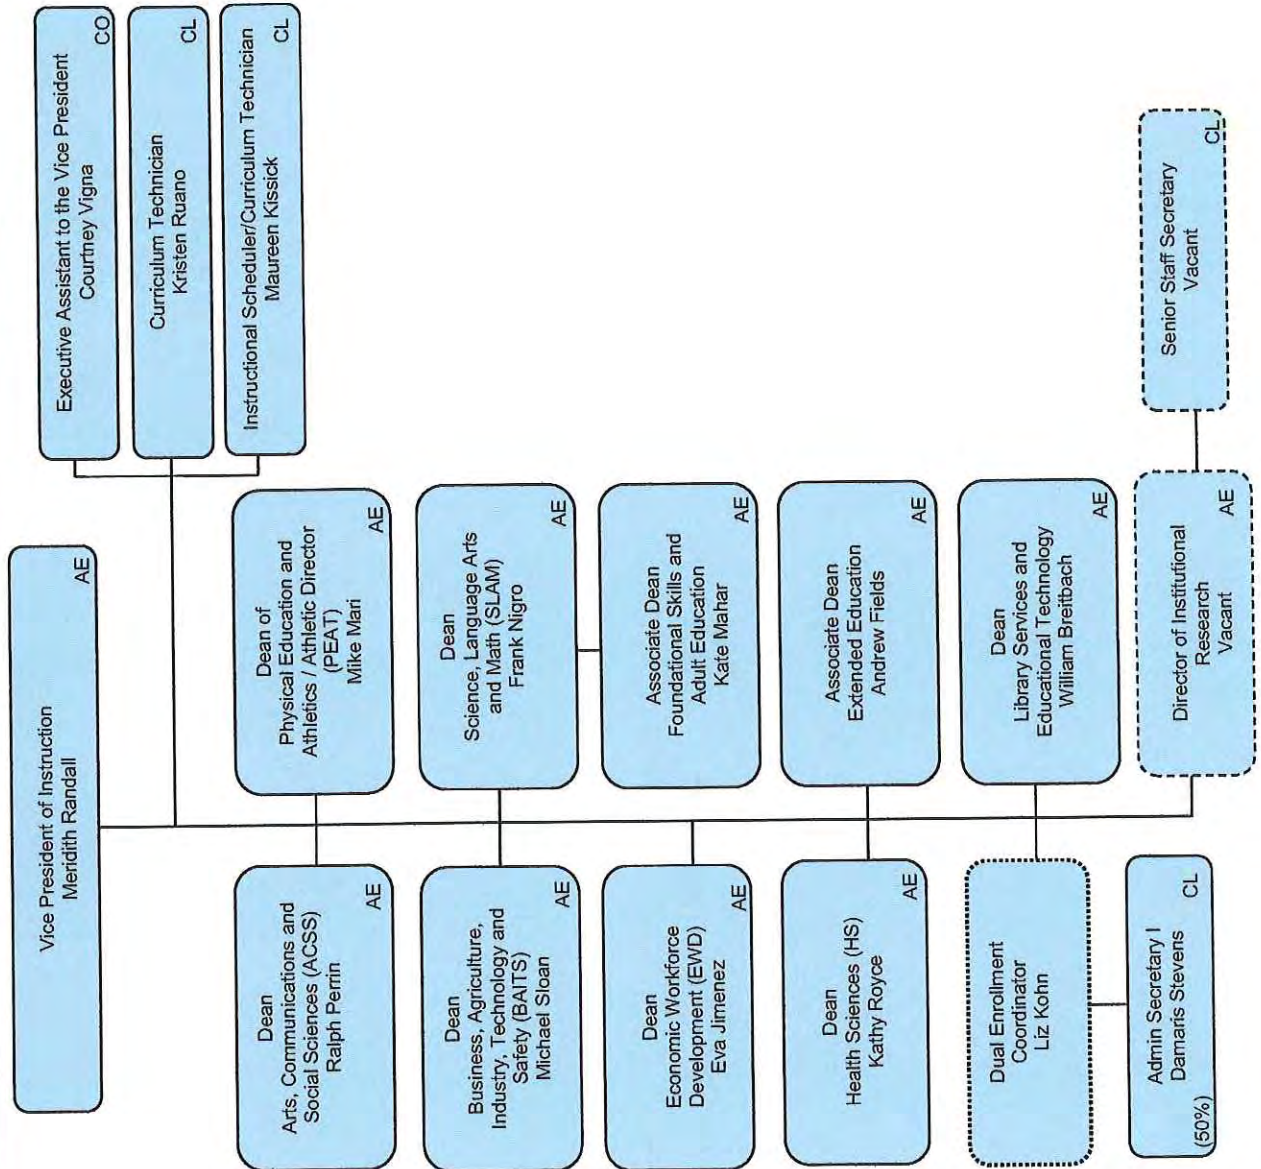 Vice President of Instruction
Meridith Randall
AE
Executive Assistant to the Vice President
Courtney Vigna
CO
Curriculum Technician
Kristen Ruano
CL
Instructional Scheduler/Curriculum Technician
Maureen Kissick
CL
Dean
Arts, Communications and
Social Sciences (ACSS)
Ralph Perrin
AE
Dean of
Physical Education and
Athletics / Athletic Director
(PEAT)
Mike Mari
AE
Dean
Business, Agriculture,
Industry, Technology and
Safety (BAITS)
Michael Sloan
AE
Dean
Science, Language Arts
and Math (SLAM)
Frank Nigro
AE
Dean
Economic Workforce
Development (EWD)
Eva Jimenez
AE
Associate Dean
Foundational Skills and
Adult Education
Kate Mahar
AE
Dean
Health Sciences (HS)
Kathy Royce
AE
Associate Dean
Extended Education
Andrew Fields
AE
Dual Enrollment
Coordinator
Liz Kohn
Dean
Library Services and
Educational Technology
William Breitbach
AE
Admin Secretary I
Damaris Stevens
(50%) CL
Director of Institutional
Research
Vacant
AE
Senior Staff Secretary
Vacant
CL